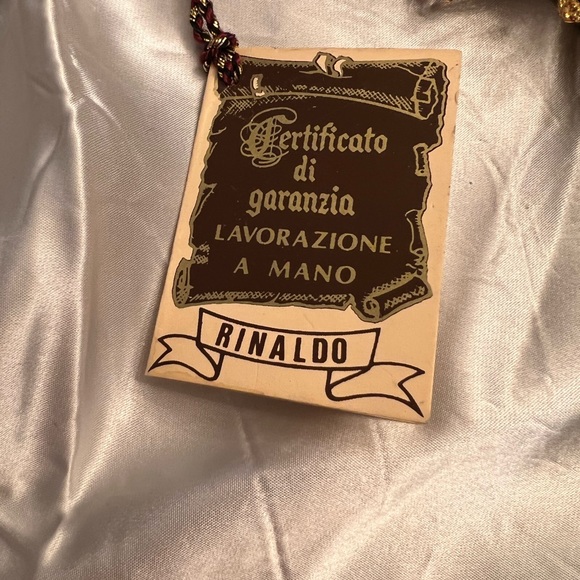 Certificato
di
garanzia
LAVORAZIONE
A MANO
RINALDO